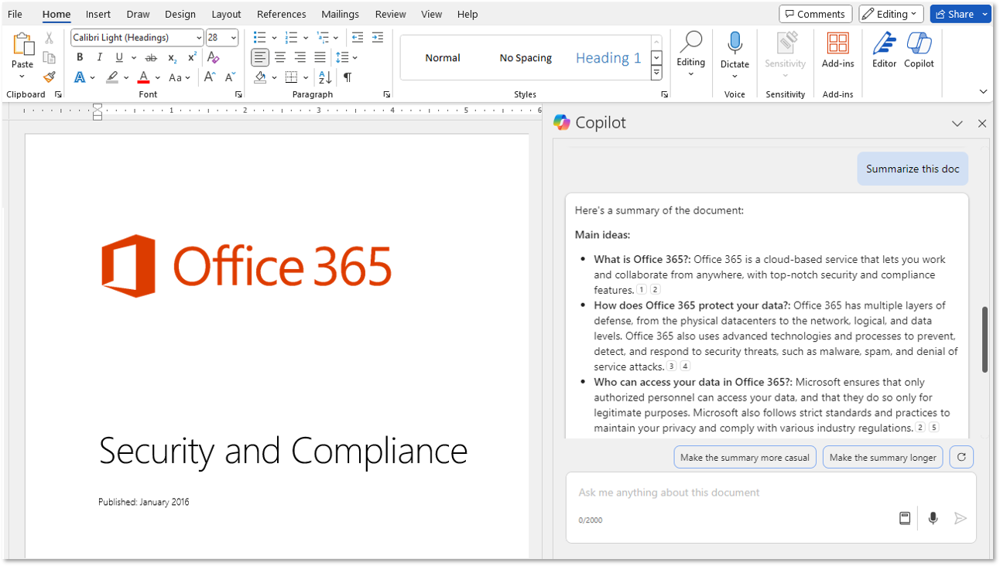 File Home Insert Draw Design Layout References Mailings Review View Help Comments Editing Share
Calibri Light (Headings) 28
Paste
B I U ab x₂ x²
A A Aa A A
A Z
Normal No Spacing Heading 1
Editing Dictate Sensitivity Add-ins Editor Copilot
Clipboard Font Paragraph Styles Voice Sensitivity Add-ins
1 2 3 4 5 6
Office 365
Security and Compliance
Published: January 2016
Copilot
Summarize this doc
Here's a summary of the document:
Main ideas:
• What is Office 365?: Office 365 is a cloud-based service that lets you work
and collaborate from anywhere, with top-notch security and compliance
features. 1 2
• How does Office 365 protect your data?: Office 365 has multiple layers of
defense, from the physical datacenters to the network, logical, and data
levels. Office 365 also uses advanced technologies and processes to prevent,
detect, and respond to security threats, such as malware, spam, and denial of
service attacks. 3 4
• Who can access your data in Office 365?: Microsoft ensures that only
authorized personnel can access your data, and that they do so only for
legitimate purposes. Microsoft also follows strict standards and practices to
maintain your privacy and comply with various industry regulations. 2 5
Make the summary more casual Make the summary longer
Ask me anything about this document
0/2000